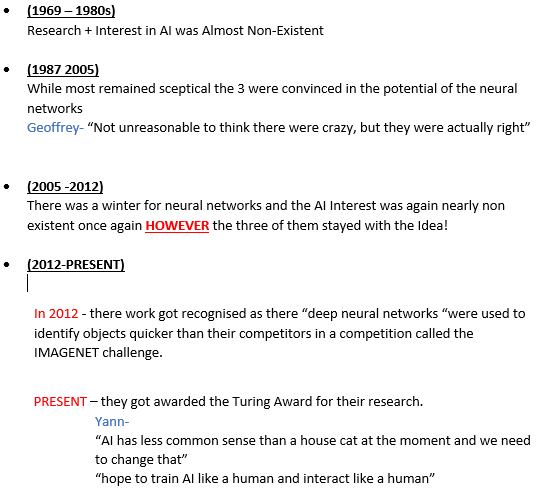 (1969 – 1980s)
Research + Interest in AI was Almost Non-Existent
(1987 2005)
While most remained sceptical the 3 were convinced in the potential of the neural
networks
Geoffrey- “Not unreasonable to think there were crazy, but they were actually right”
(2005 -2012)
There was a winter for neural networks and the AI Interest was again nearly non
existent once again HOWEVER the three of them stayed with the Idea!
(2012-PRESENT)
In 2012 - there work got recognised as there “deep neural networks “were used to
identify objects quicker than their competitors in a competition called the
IMAGENET challenge.
PRESENT – they got awarded the Turing Award for their research.
Yann-
“AI has less common sense than a house cat at the moment and we need
to change that”
“hope to train AI like a human and interact like a human”